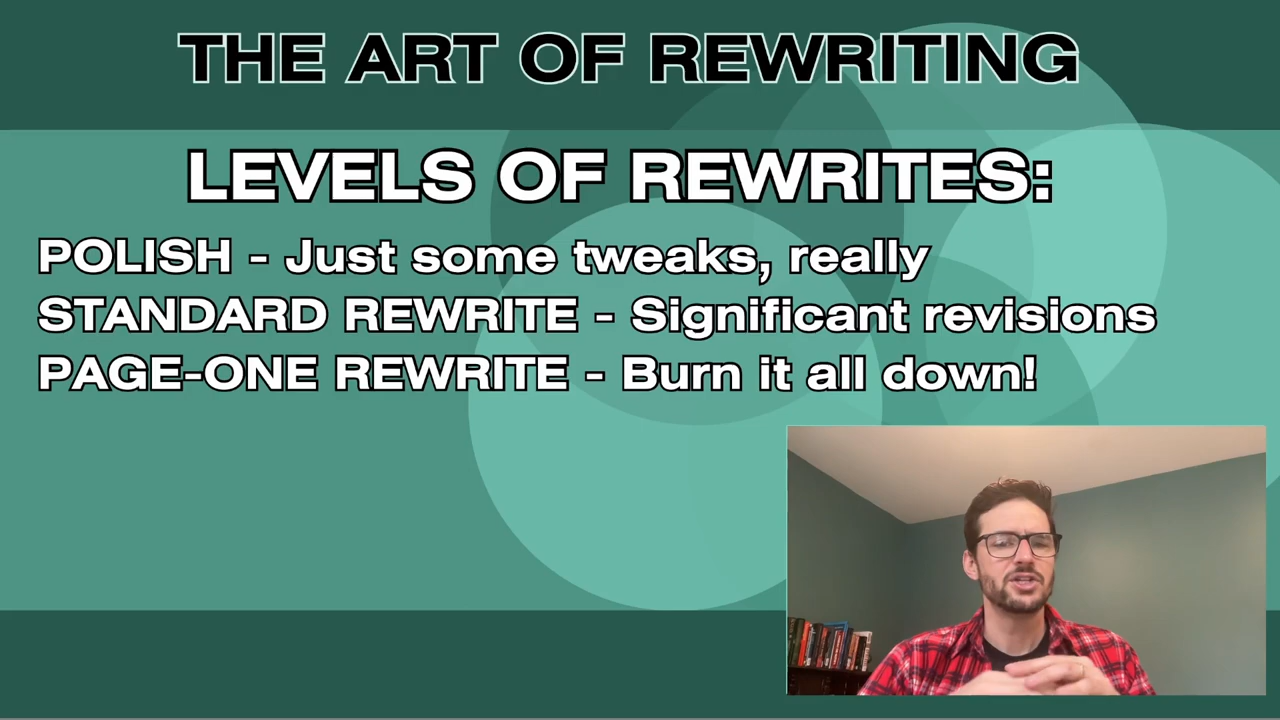 THE ART OF REWRITING
LEVELS OF REWRITES:
POLISH - Just some tweaks, really
STANDARD REWRITE - Significant revisions
PAGE-ONE REWRITE - Burn it all down!